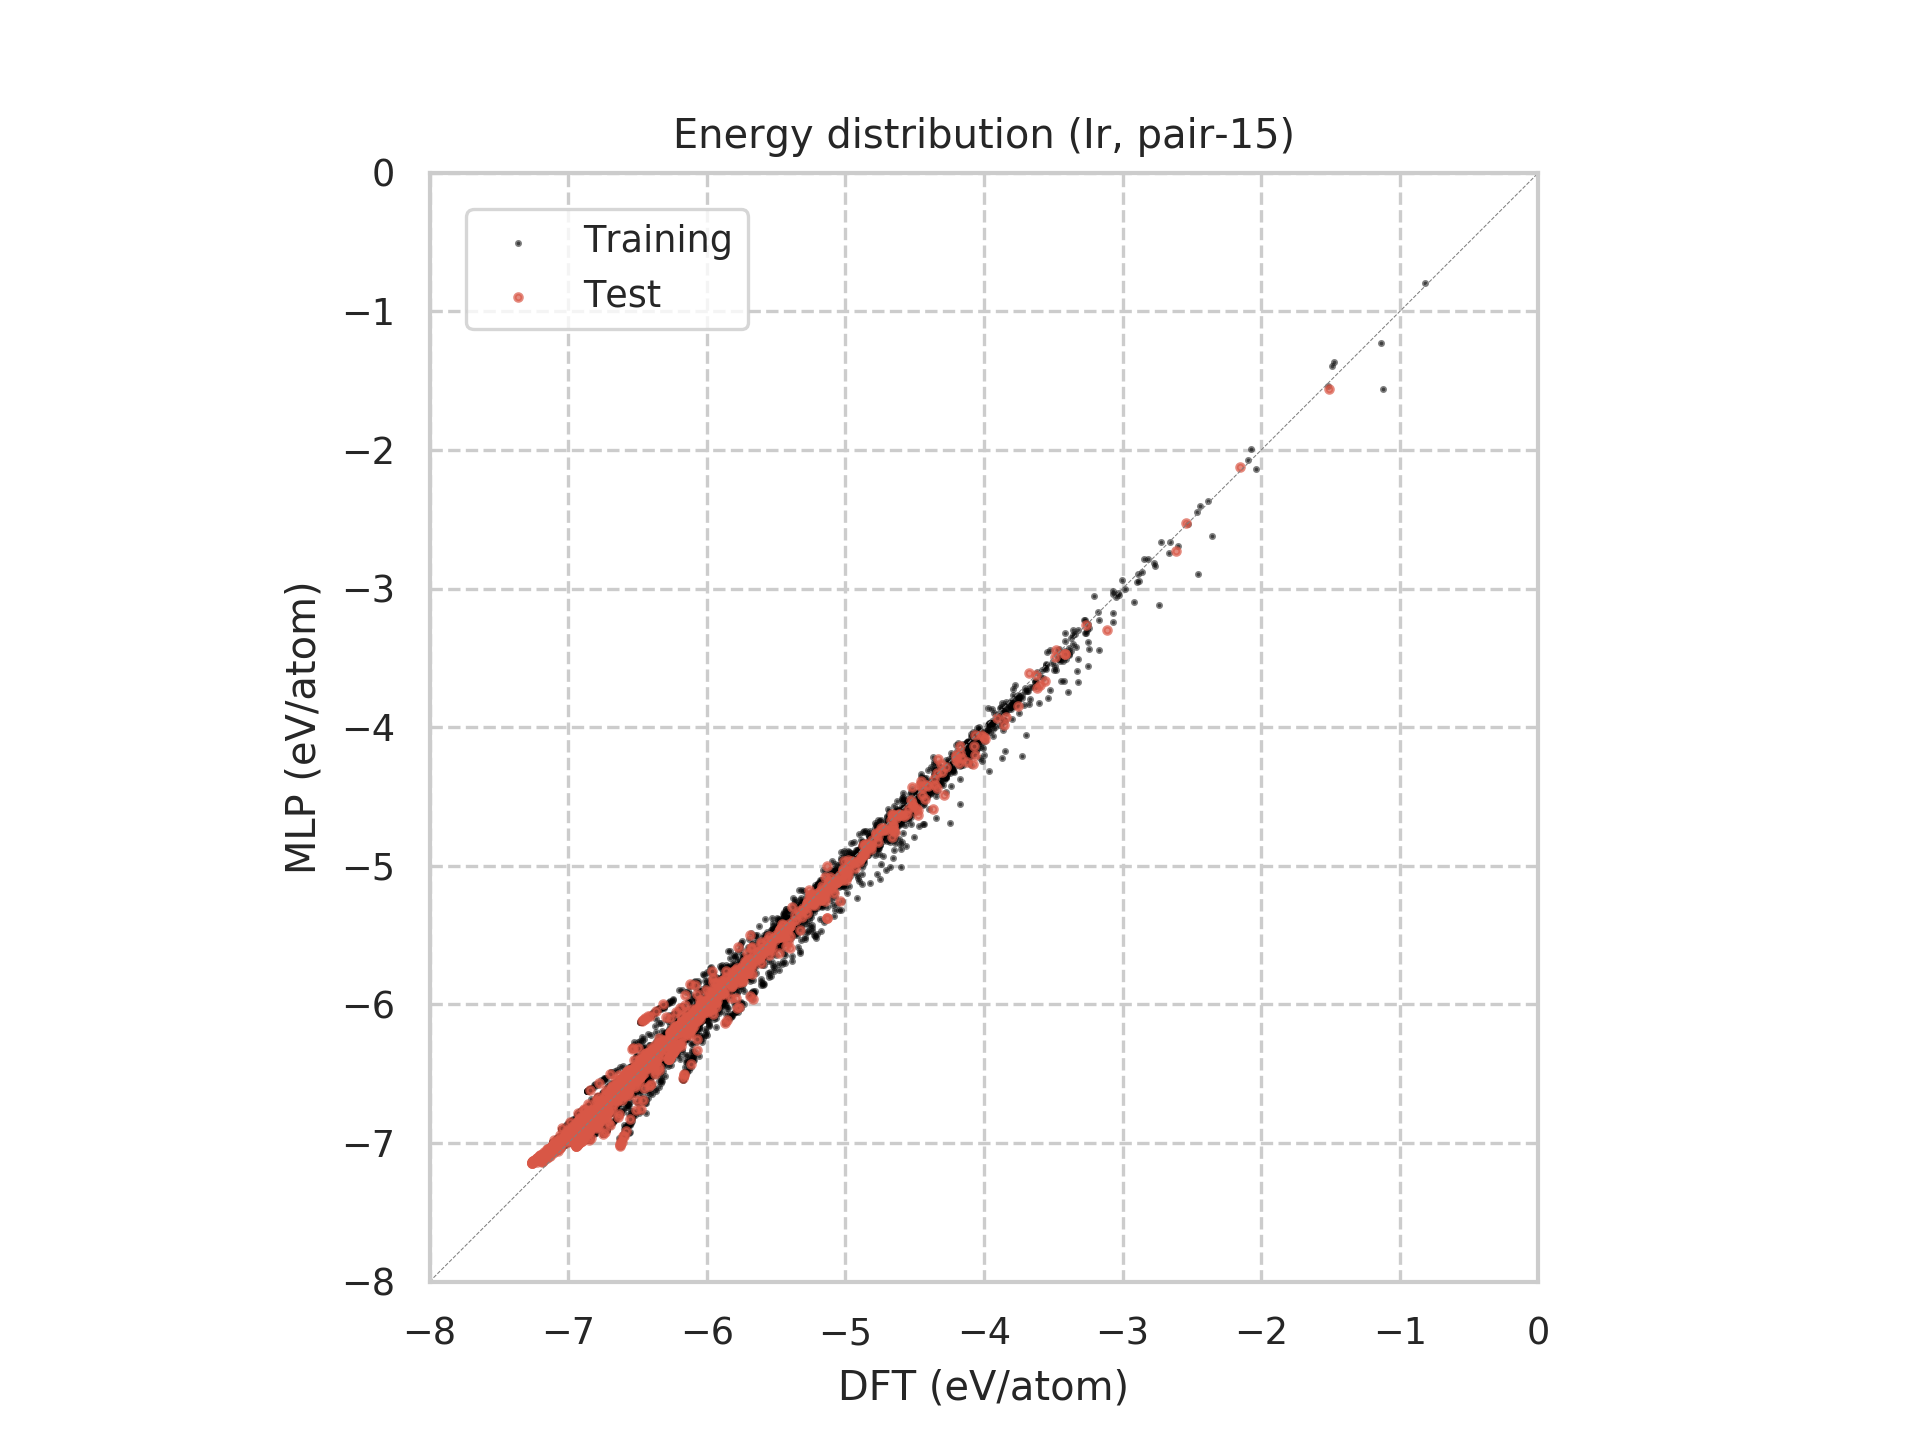 Energy distribution (Ir, pair-15)
0
−1
−2
−3
−4
−5
−6
−7
−8
MLP (eV/atom)
Training
Test
−8 −7 −6 −5 −4 −3 −2 −1 0
DFT (eV/atom)